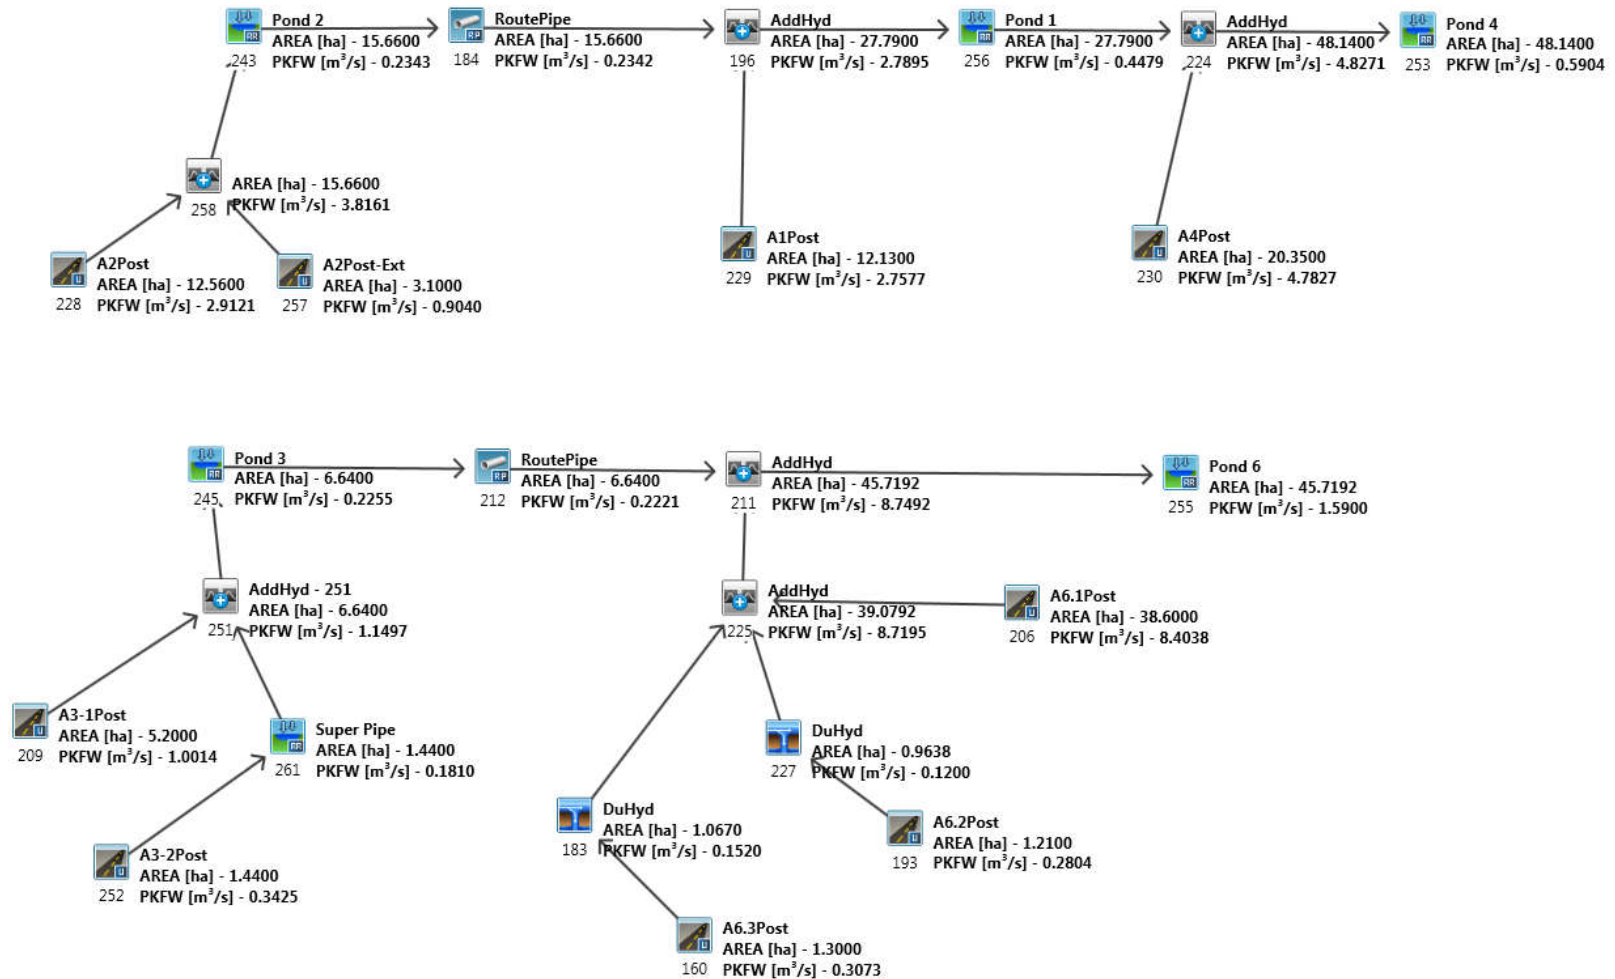 Pond 2
AREA [ha] - 15.6600
PKFW [m³/s] - 0.2343
243
RoutePipe
AREA [ha] - 15.6600
PKFW [m³/s] - 0.2342
184
AddHyd
AREA [ha] - 27.7900
PKFW [m³/s] - 2.7895
196
Pond 1
AREA [ha] - 27.7900
PKFW [m³/s] - 0.4479
256
AddHyd
AREA [ha] - 48.1400
PKFW [m³/s] - 4.8271
224
Pond 4
AREA [ha] - 48.1400
PKFW [m³/s] - 0.5904
253
AREA [ha] - 15.6600
PKFW [m³/s] - 3.8161
258
A2Post
AREA [ha] - 12.5600
PKFW [m³/s] - 2.9121
228
A2Post-Ext
AREA [ha] - 3.1000
PKFW [m³/s] - 0.9040
257
A1Post
AREA [ha] - 12.1300
PKFW [m³/s] - 2.7577
229
A4Post
AREA [ha] - 20.3500
PKFW [m³/s] - 4.7827
230
Pond 3
AREA [ha] - 6.6400
PKFW [m³/s] - 0.2255
245
RoutePipe
AREA [ha] - 6.6400
PKFW [m³/s] - 0.2221
212
AddHyd
AREA [ha] - 45.7192
PKFW [m³/s] - 8.7492
211
Pond 6
AREA [ha] - 45.7192
PKFW [m³/s] - 1.5900
255
AddHyd - 251
AREA [ha] - 6.6400
PKFW [m³/s] - 1.1497
251
AddHyd
AREA [ha] - 39.0792
PKFW [m³/s] - 8.7195
225
A6.1Post
AREA [ha] - 38.6000
PKFW [m³/s] - 8.4038
206
A3-1Post
AREA [ha] - 5.2000
PKFW [m³/s] - 1.0014
209
Super Pipe
AREA [ha] - 1.4400
PKFW [m³/s] - 0.1810
261
DuHyd
AREA [ha] - 0.9638
PKFW [m³/s] - 0.1200
227
DuHyd
AREA [ha] - 1.0670
PKFW [m³/s] - 0.1520
183
A6.2Post
AREA [ha] - 1.2100
PKFW [m³/s] - 0.2804
193
A3-2Post
AREA [ha] - 1.4400
PKFW [m³/s] - 0.3425
252
A6.3Post
AREA [ha] - 1.3000
PKFW [m³/s] - 0.3073
160